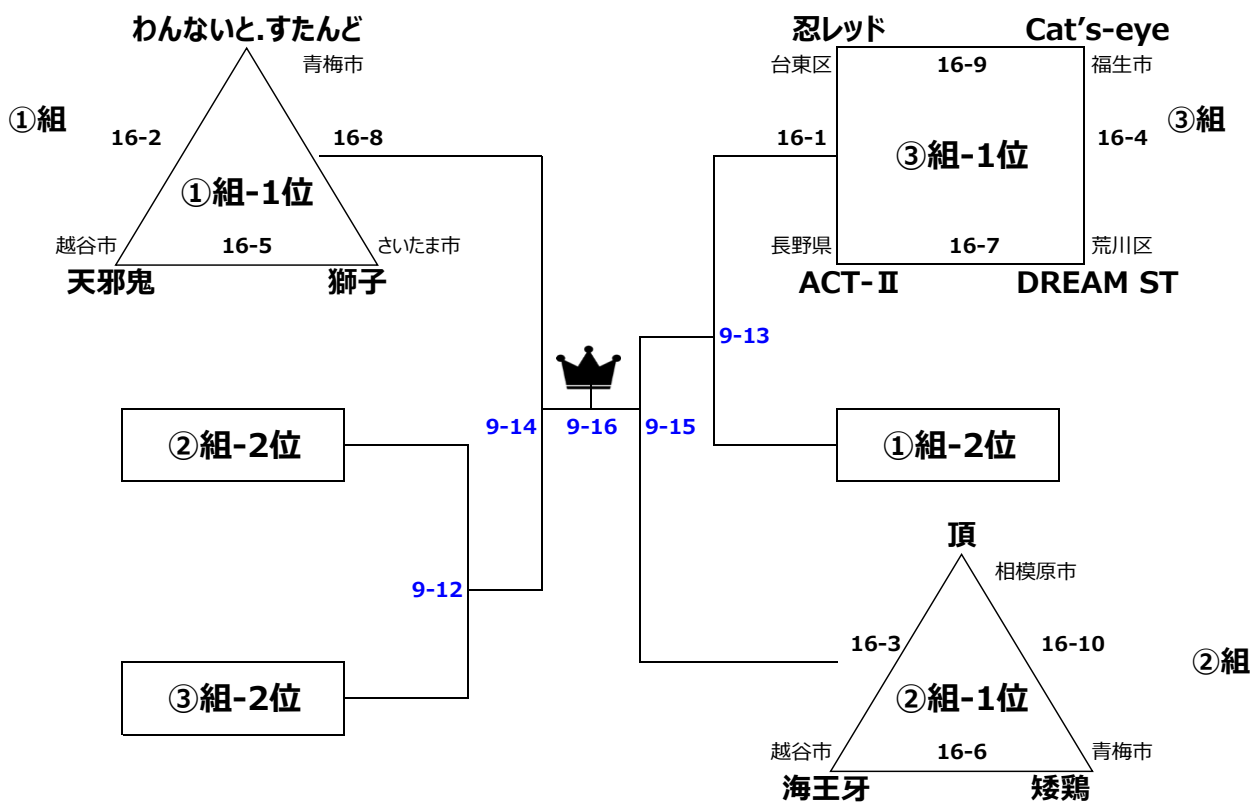 わんないと.すたんど
青梅市
①組
16-2
16-8
①組-1位
越谷市
16-5
さいたま市
天邪鬼
獅子
忍レッド
Cat's-eye
台東区
16-9
福生市
16-1
③組-1位
16-4
③組
長野県
16-7
荒川区
ACT-Ⅱ
DREAM ST
9-13
9-14
9-16
9-15
②組-2位
①組-2位
9-12
③組-2位
頂
相模原市
16-3
16-10
②組
②組-1位
越谷市
16-6
青梅市
海王牙
矮鶏